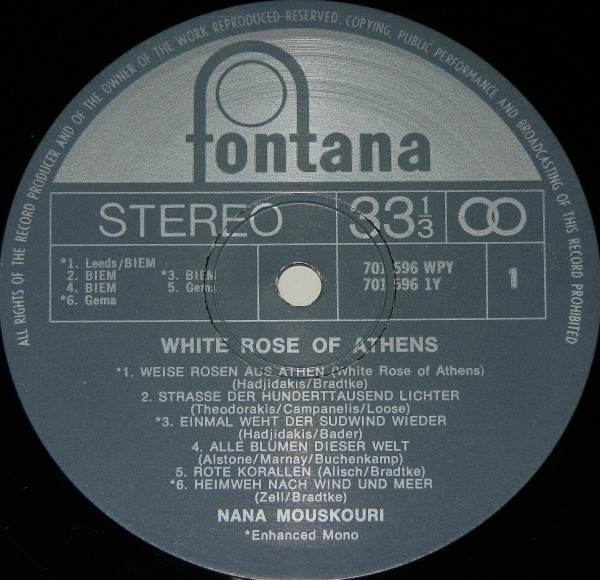 ALL RIGHTS OF THE RECORD PRODUCER AND OF THE OWNER OF THE WORK REPRODUCED RESERVED. COPYING, PUBLIC PERFORMANCE AND BROADCASTING OF THIS RECORD PROHIBITED
fontana
STEREO 33 1/3
*1. Leeds/BIEM
2. BIEM *3. BIEM
4. BIEM 5. Gema
*6. Gema
701 596 WPY
701 596 1Y
1
WHITE ROSE OF ATHENS
*1. WEISE ROSEN AUS ATHEN (White Rose of Athens)
(Hadjidakis/Bradtke)
2. STRASSE DER HUNDERTTAUSEND LICHTER
(Theodorakis/Campanelis/Loose)
*3. EINMAL WEHT DER SUDWIND WIEDER
(Hadjidakis/Bader)
4. ALLE BLUMEN DIESER WELT
(Alstone/Marnay/Buchenkamp)
5. ROTE KORALLEN (Alisch/Bradtke)
*6. HEIMWEH NACH WIND UND MEER
(Zell/Bradtke)
NANA MOUSKOURI
*Enhanced Mono